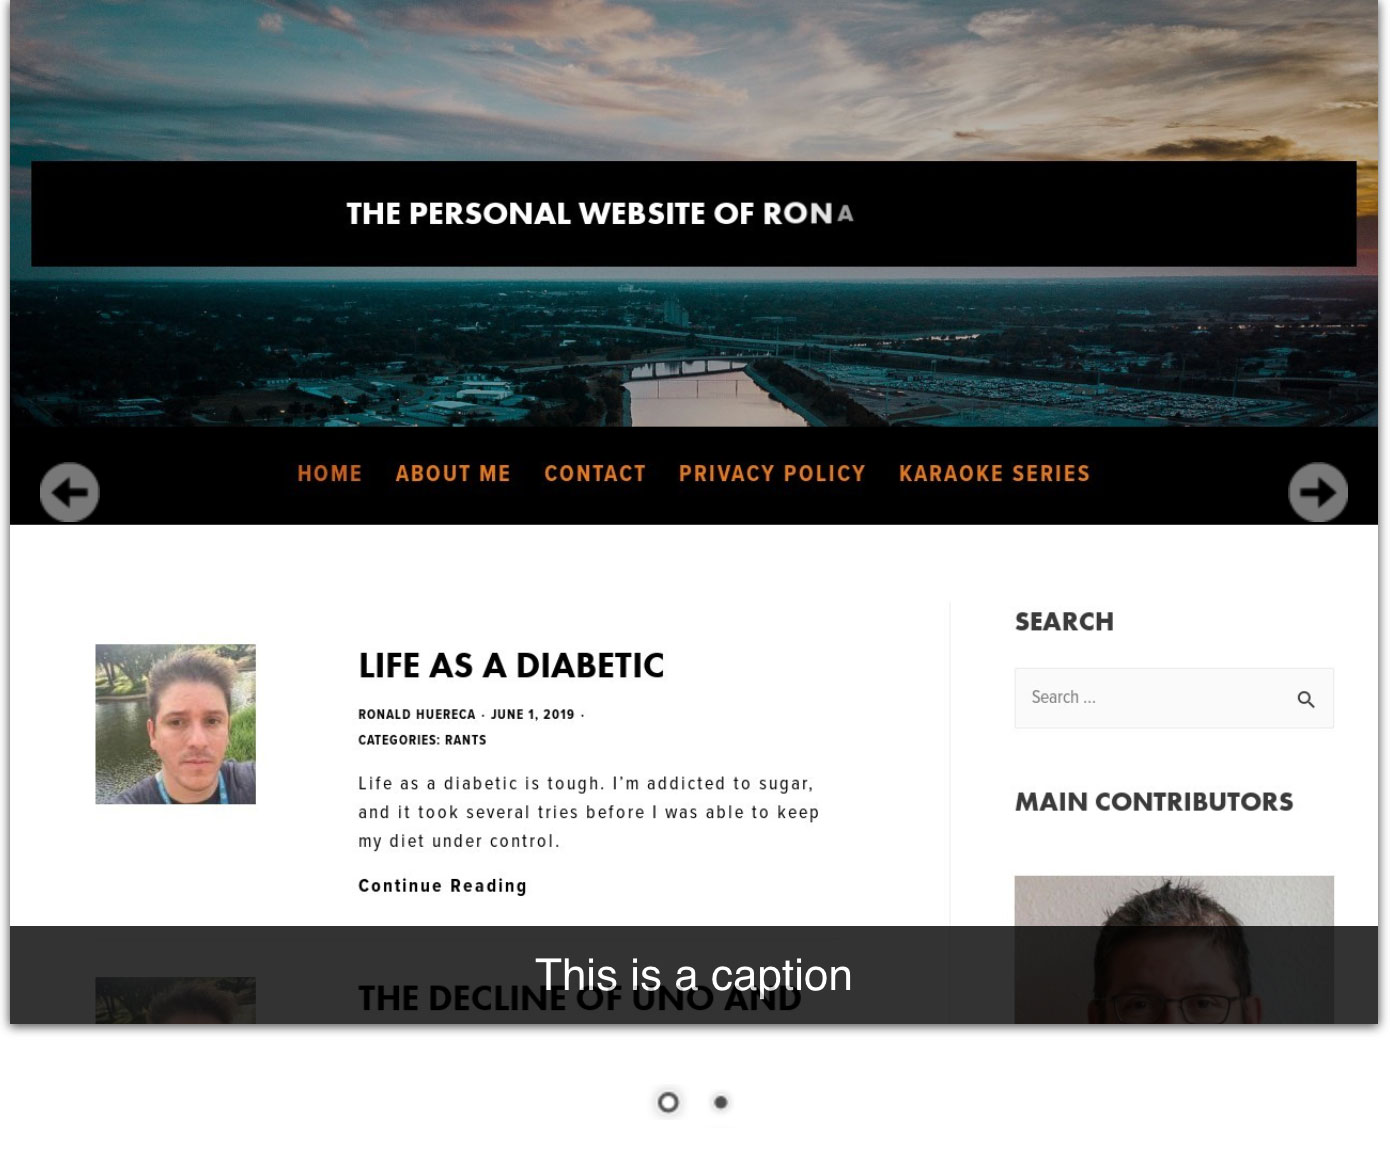 THE PERSONAL WEBSITE OF RONA
HOME ABOUT ME CONTACT PRIVACY POLICY KARAOKE SERIES
LIFE AS A DIABETIC
RONALD HUERECA · JUNE 1, 2019 ·
CATEGORIES: RANTS
Life as a diabetic is tough. I'm addicted to sugar,
and it took several tries before I was able to keep
my diet under control.
Continue Reading
THE DECLINE OF UNO AND
SEARCH
Search ...
MAIN CONTRIBUTORS
This is a caption